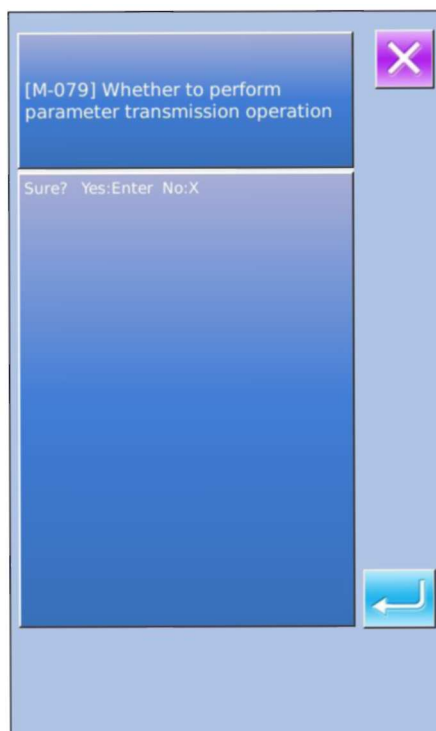 [M-079] Whether to perform
parameter transmission operation
Sure? Yes:Enter No:X